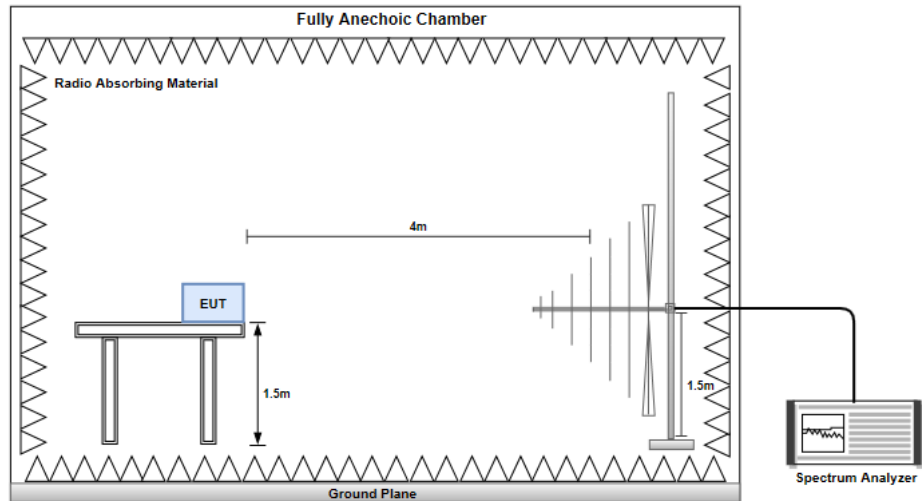 Fully Anechoic Chamber
Radio Absorbing Material
4m
EUT
1.5m
1.5m
Spectrum Analyzer
Ground Plane